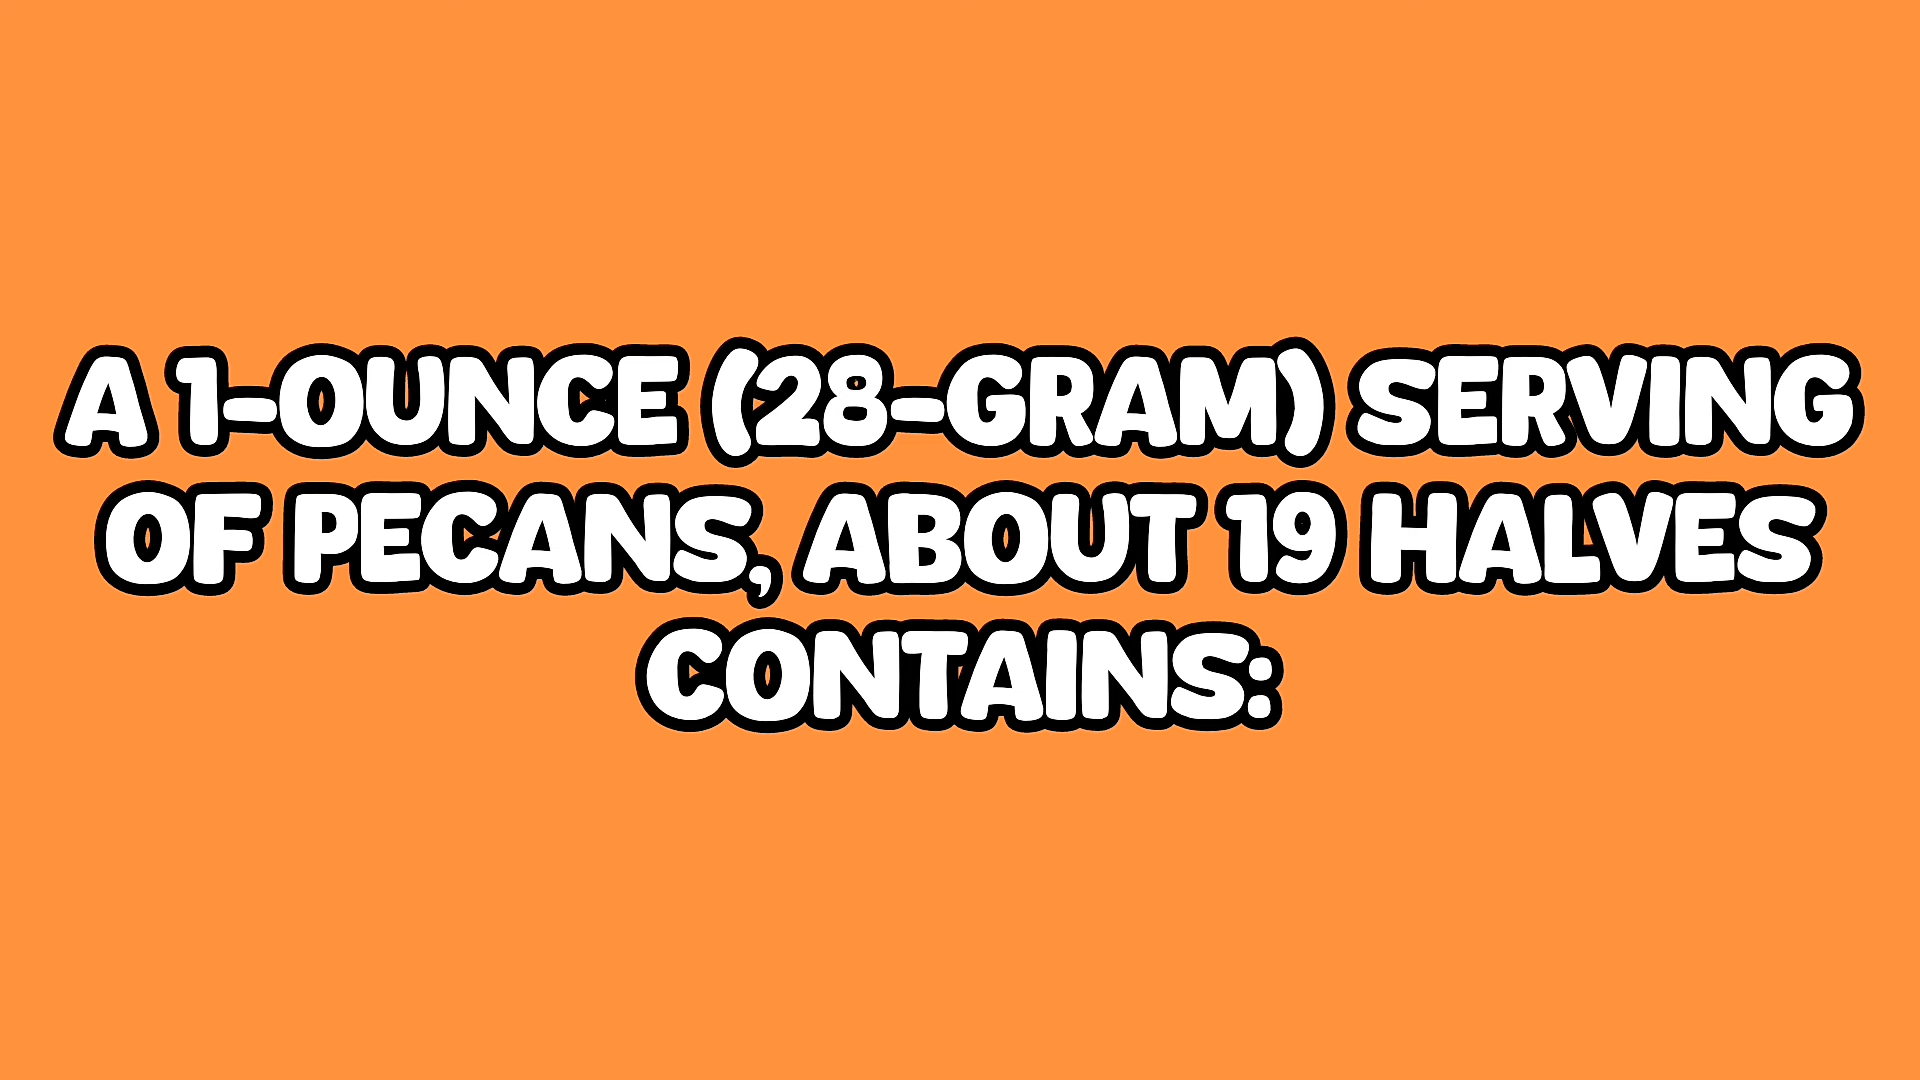 A 1-OUNCE (28-GRAM) SERVING
OF PECANS, ABOUT 19 HALVES
CONTAINS: